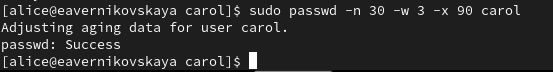 [alice@eavernikovskaya carol]$ sudo passwd -n 30 -w 3 -x 90 carol
Adjusting aging data for user carol.
passwd: Success
[alice@eavernikovskaya carol]$